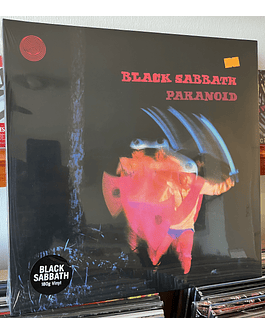 BLACK SABBATH
PARANOID
BLACK
SABBATH
180g Vinyl